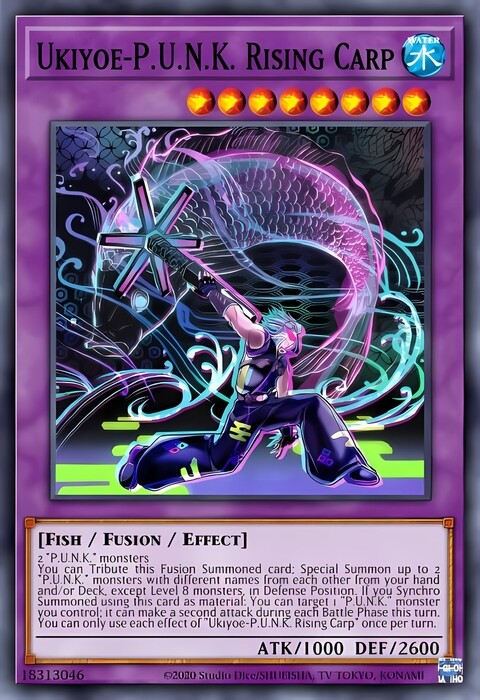 Ukiyoe-P.U.N.K. Rising Carp
WATER
水
[Fish / Fusion / Effect]
2 "P.U.N.K." monsters
You can Tribute this Fusion Summoned card; Special Summon up to 2
"P.U.N.K." monsters with different names from each other from your hand
and/or Deck, except Level 8 monsters, in Defense Position. If you Synchro
Summoned using this card as material: You can target 1 "P.U.N.K." monster
you control; it can make a second attack during each Battle Phase this turn.
You can only use each effect of "Ukiyoe-P.U.N.K. Rising Carp" once per turn.
ATK/1000 DEF/2600
18313046
©2020 Studio Dice/SHUEISHA, TV TOKYO, KONAMI